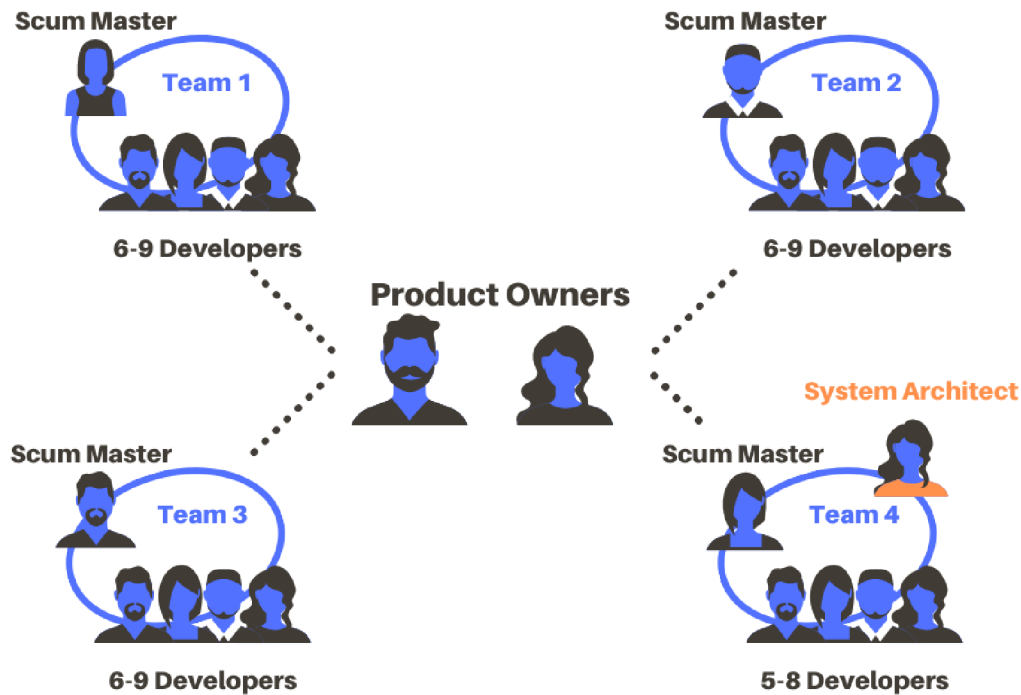 Scum Master
Team 1
6-9 Developers
Scum Master
Team 2
6-9 Developers
Product Owners
Scum Master
Team 3
6-9 Developers
System Architect
Scum Master
Team 4
5-8 Developers